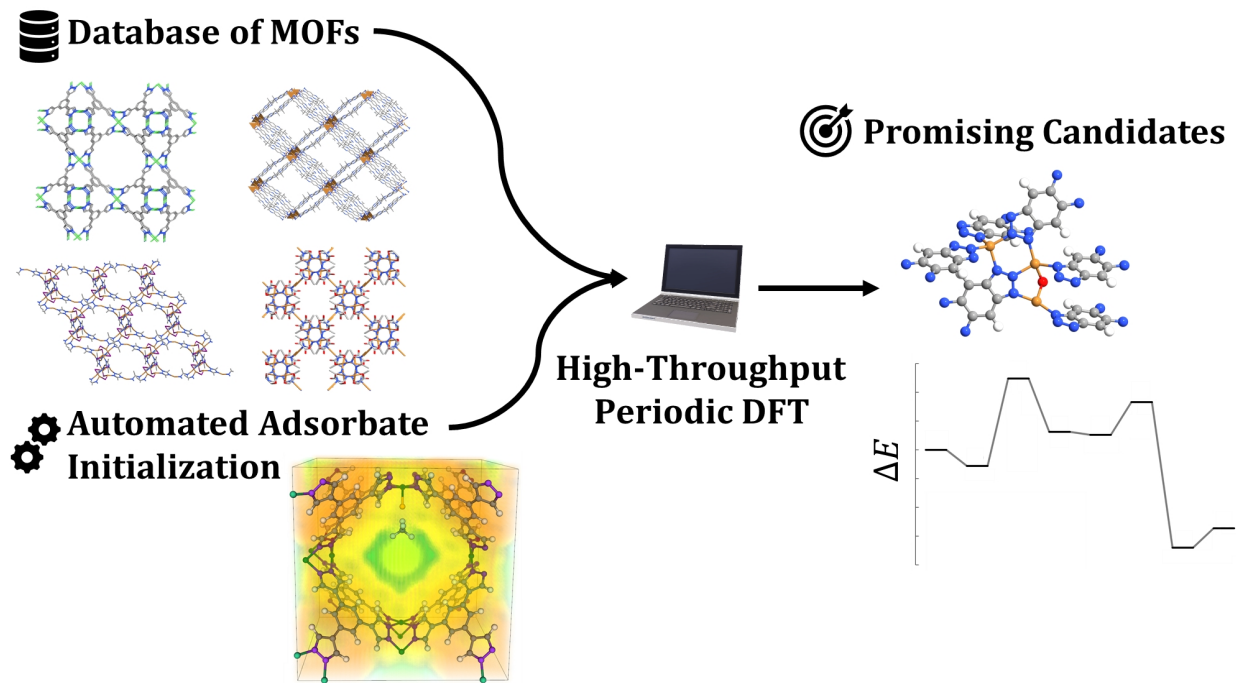 Database of MOFs
Automated Adsorbate
Initialization
High-Throughput
Periodic DFT
Promising Candidates
ΔE